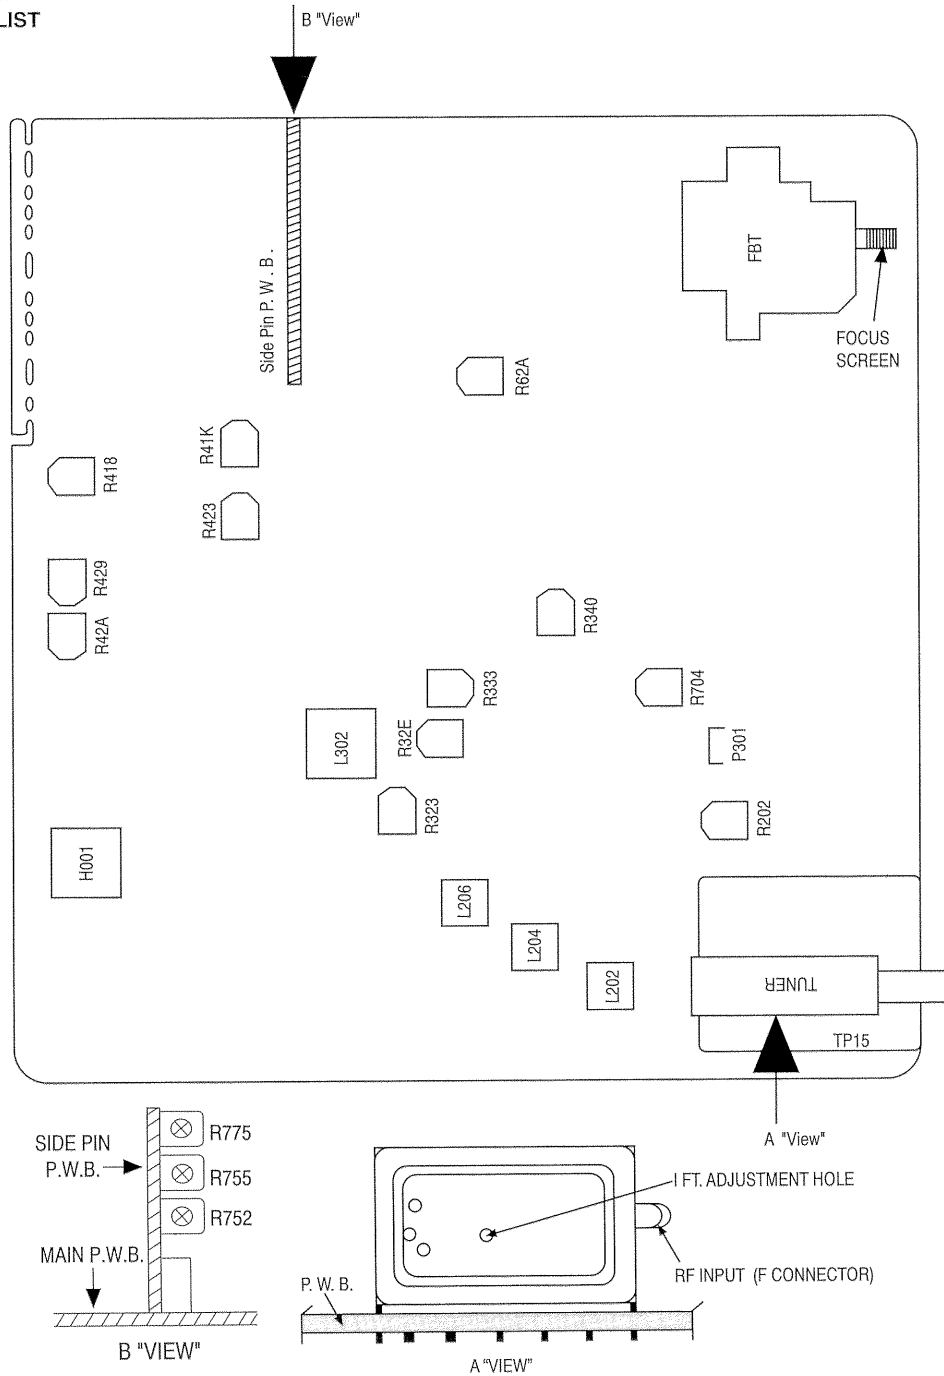 LIST
B "View"
Side Pin P. W. B.
FBT
FOCUS
SCREEN
R62A
R41K
R418
R423
R429
R42A
R340
R333
R704
R32E
L302
P301
R323
R202
H001
L206
L204
L202
TUNER
TP15
A "View"
SIDE PIN
P.W.B.
R775
R755
R752
MAIN P.W.B.
B "VIEW"
I FT. ADJUSTMENT HOLE
RF INPUT (F CONNECTOR)
P. W. B.
A "VIEW"